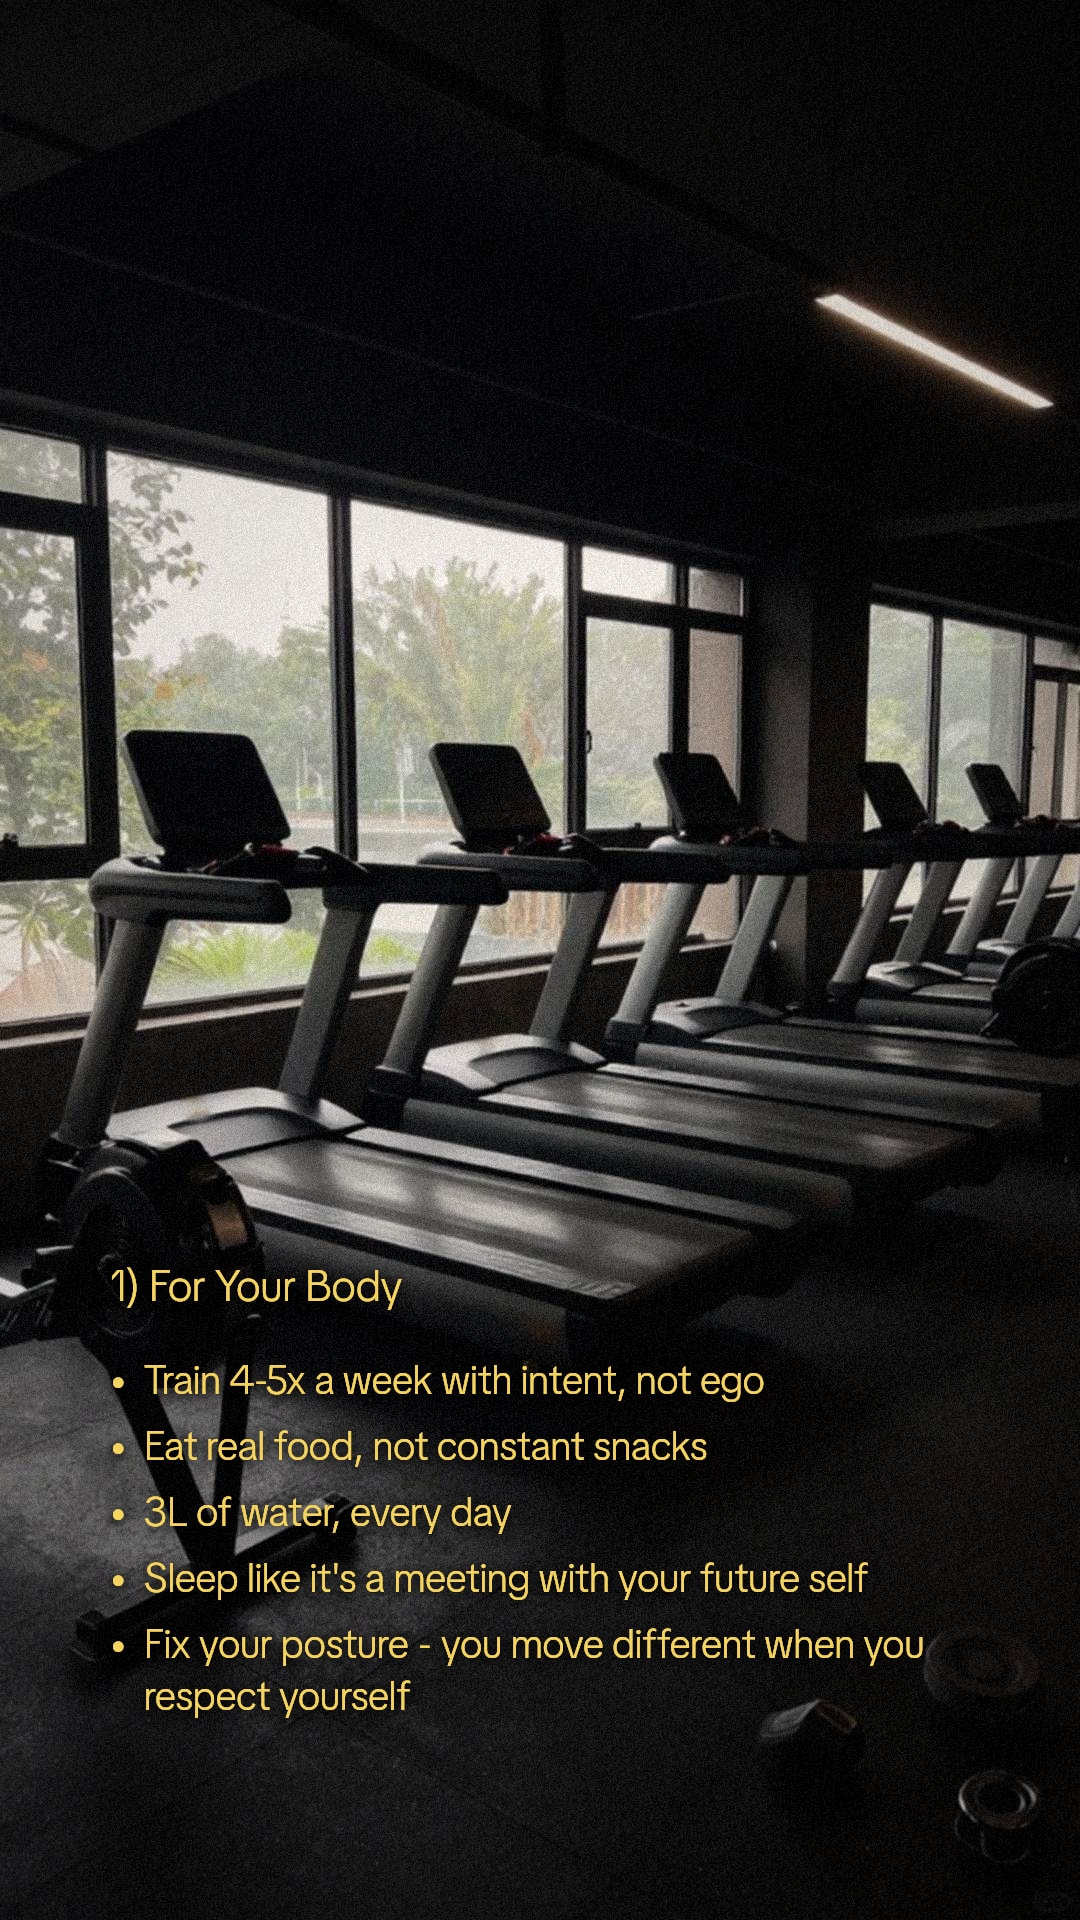 1) For Your Body
• Train 4-5x a week with intent, not ego
• Eat real food, not constant snacks
• 3L of water, every day
• Sleep like it's a meeting with your future self
• Fix your posture - you move different when you
respect yourself